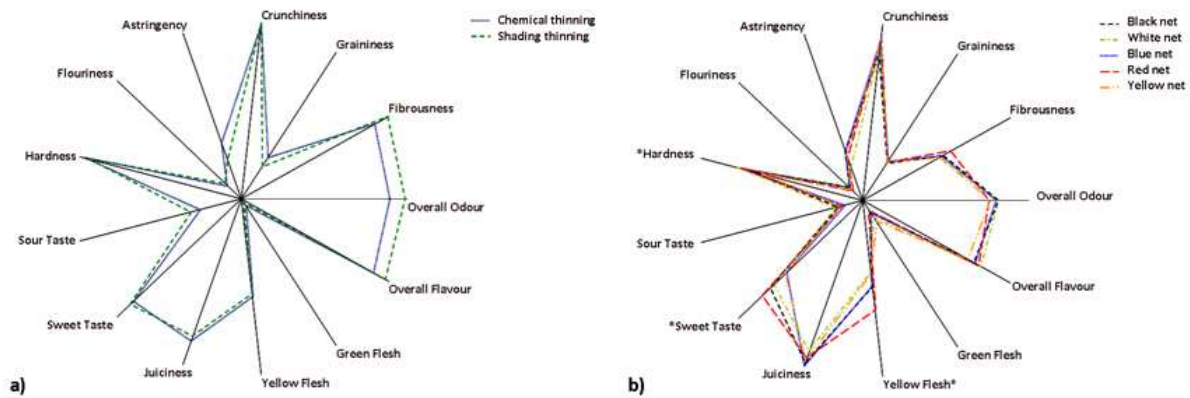 Crunchiness
Astringency
Graininess
Flouriness
Fibrousness
Hardness
Overall Odour
Sour Taste
Overall Flavour
Sweet Taste
Green Flesh
Juiciness
Yellow Flesh
a)
Chemical thinning
Shading thinning
Crunchiness
Astringency
Graininess
Flouriness
Fibrousness
*Hardness
Overall Odour
Sour Taste
Overall Flavour
*Sweet Taste
Green Flesh
Juiciness
Yellow Flesh*
b)
Black net
White net
Blue net
Red net
Yellow net